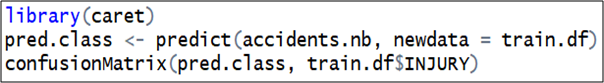 library(caret)
pred.class <- predict(accidents.nb, newdata = train.df)
confusionMatrix(pred.class, train.df$INJURY)